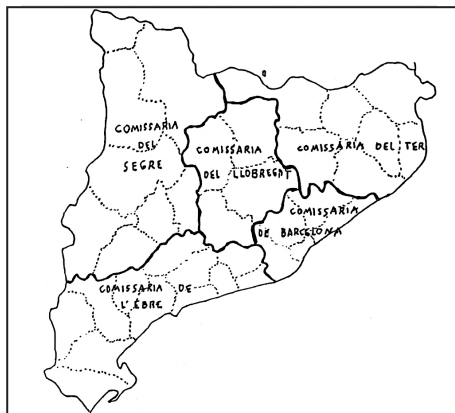 COMISSARIA
DEL
SEGRE
COMISSARIA
DEL LLOBREGAT
COMISSARIA DEL TER
COMISSARIA
DE BARCELONA
COMISSARIA DE
L'EBRE